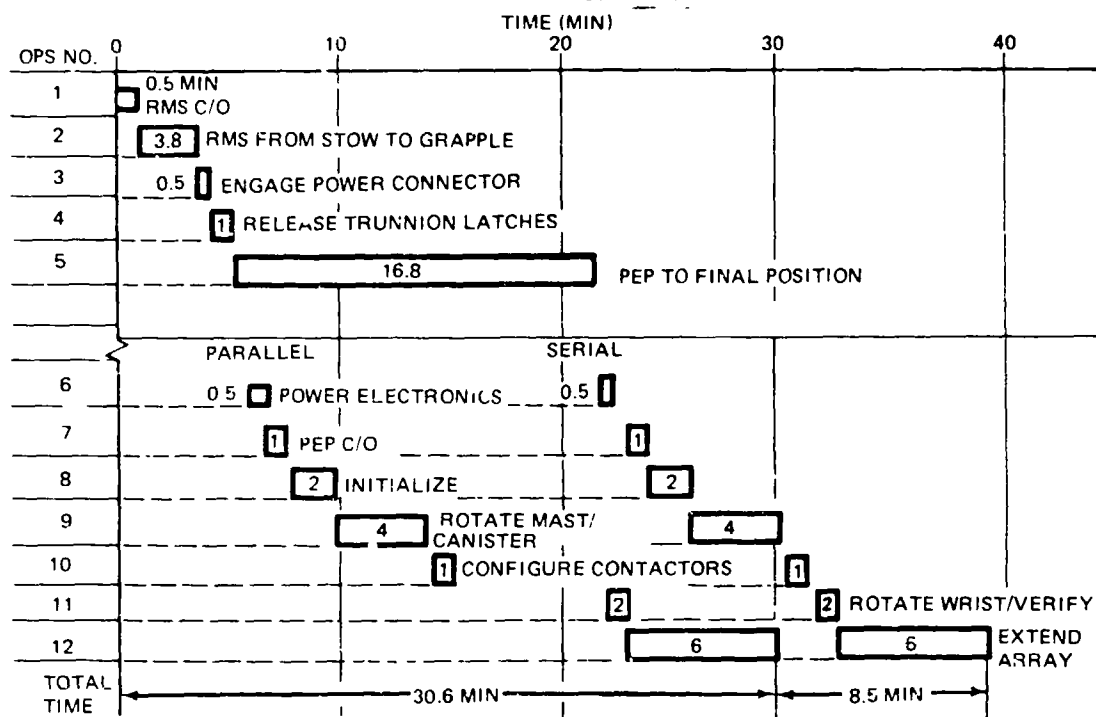 TIME (MIN)
OPS NO. 0 10 20 30 40
1 0.5 MIN
RMS C/O
2 3.8 RMS FROM STOW TO GRAPPLE
3 0.5 ENGAGE POWER CONNECTOR
4 1 RELEASE TRUNNION LATCHES
5 16.8 PEP TO FINAL POSITION
PARALLEL SERIAL
6 0 5 POWER ELECTRONICS 0.5
7 1 PEP C/O 1
8 2 INITIALIZE 2
9 4 ROTATE MAST/
CANISTER 4
10 1 CONFIGURE CONTACTORS 1
11 2 2 ROTATE WRIST/VERIFY
12 6 6 EXTEND
ARRAY
TOTAL
TIME 30.6 MIN 8.5 MIN